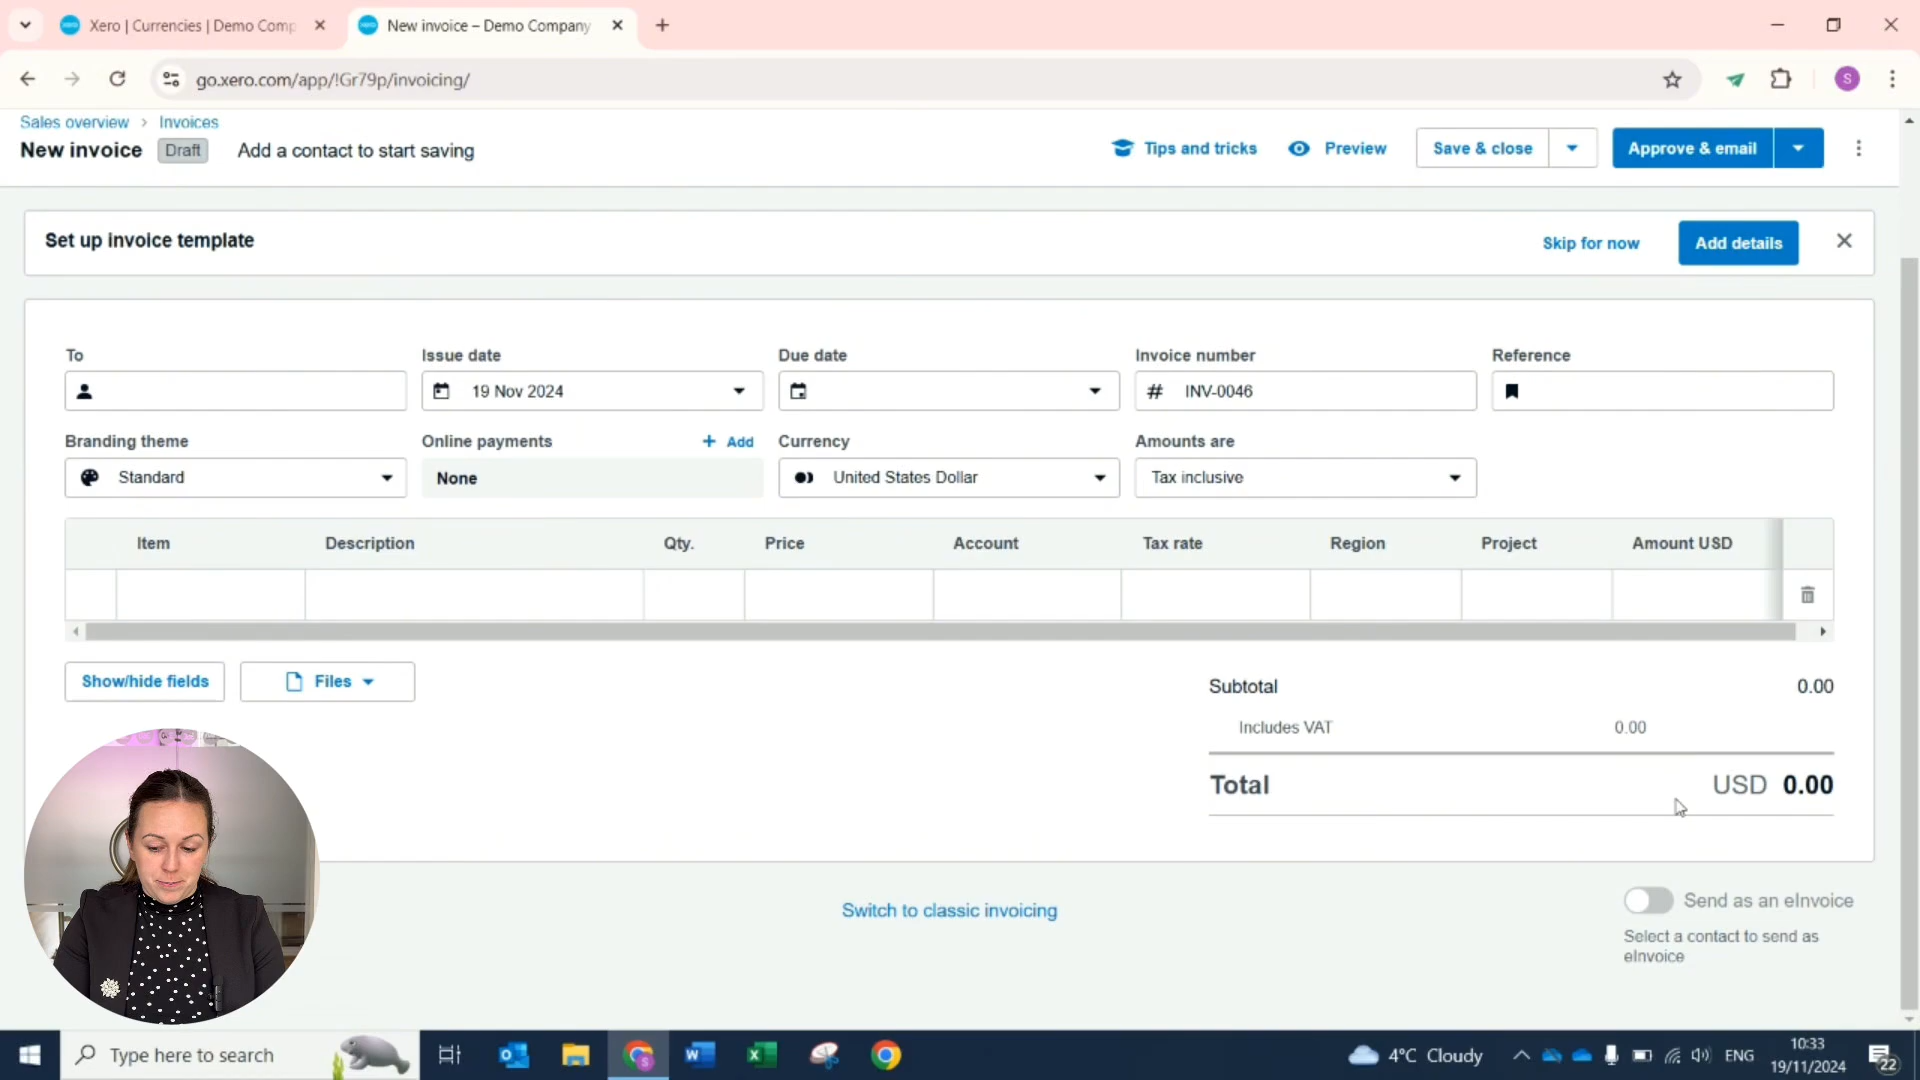 Xero | Currencies | Demo Comp
New invoice – Demo Company
go.xero.com/app/!Gr79p/invoicing/
S
Sales overview > Invoices
New invoice Draft Add a contact to start saving
Tips and tricks Preview Save & close Approve & email
Set up invoice template
Skip for now Add details
To Issue date Due date Invoice number Reference
19 Nov 2024 # INV-0046
Branding theme Online payments + Add Currency Amounts are
Standard None United States Dollar Tax inclusive
Item Description Qty. Price Account Tax rate Region Project Amount USD
Show/hide fields Files
Subtotal 0.00
Includes VAT 0.00
Total USD 0.00
Switch to classic invoicing
Send as an eInvoice
Select a contact to send as
eInvoice
Type here to search
4°C Cloudy
ENG
10:33
19/11/2024
22